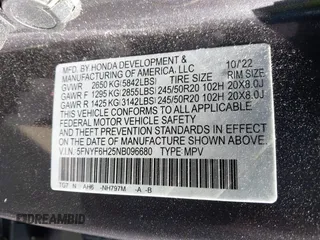 MFD. BY HONDA DEVELOPMENT & 10/'22
MANUFACTURING OF AMERICA, LLC
GVWR 2650 KG(5842LBS) TIRE SIZE RIM SIZE
GAWR F 1295 KG(2855LBS) 245/50R20 102H 20X8.0J
GAWR R 1425 KG(3142LBS) 245/50R20 102H 20X8.0J
THIS VEHICLE CONFORMS TO ALL APPLICABLE
FEDERAL MOTOR VEHICLE SAFETY, BUMPER,
AND THEFT PREVENTION STANDARDS IN EFFECT ON
THE DATE OF MANUFACTURE SHOWN ABOVE.
V.I.N. 5FNYF6H25NB096680 TYPE MPV
AH6 -NH797M -A -B
DREAMBID